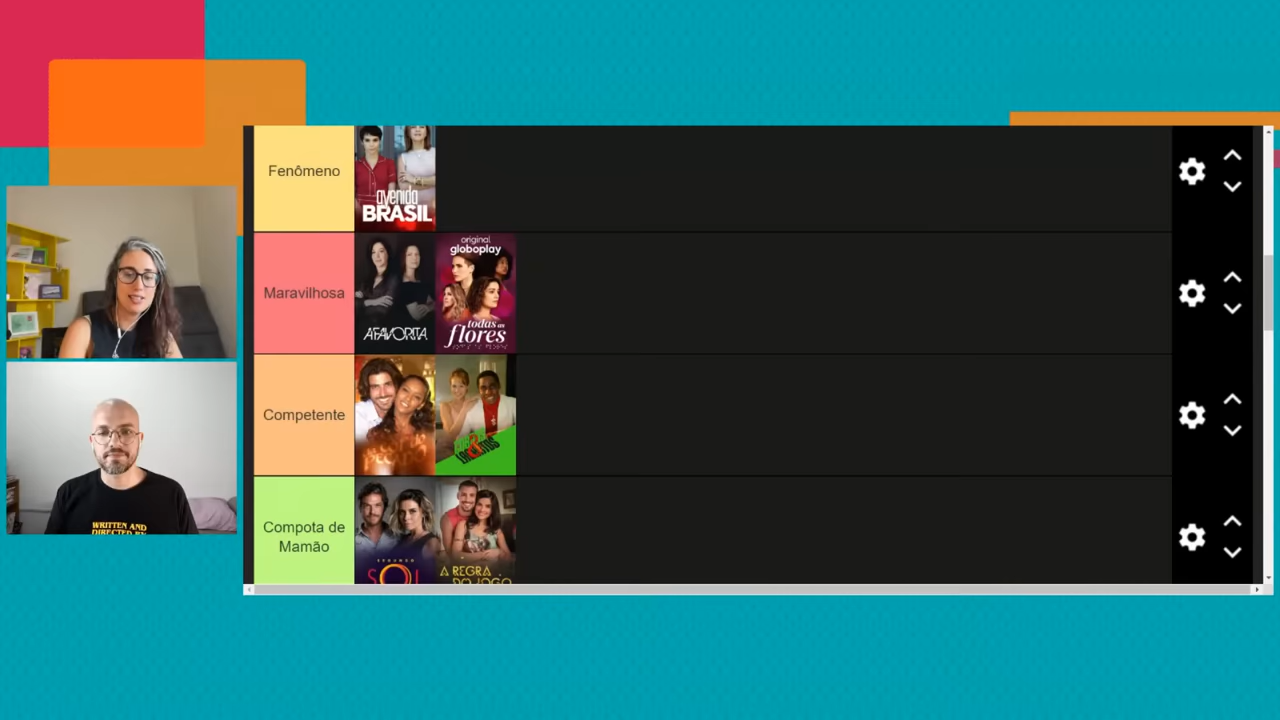 Fenômeno
avenida
BRASIL
Maravilhosa
A FAVORITA
original
globoplay
todas as
flores
Competente
Compota de
Mamão
SEGUNDO
SOL
A REGRA
DO JOGO
WRITTEN AND
DIRECTED BY